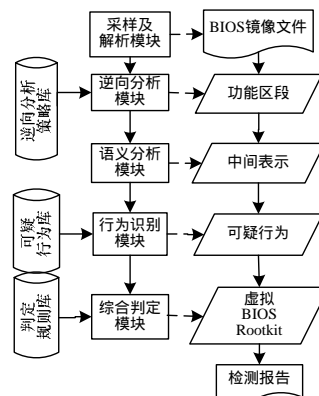 采样及
解析模块
BIOS镜像文件
逆向分析
策略库
逆向分析
模块
功能区段
语义分析
模块
中间表示
可疑
行为库
行为识别
模块
可疑行为
判定
规则库
综合判定
模块
虚拟
BIOS
Rootkit
检测报告